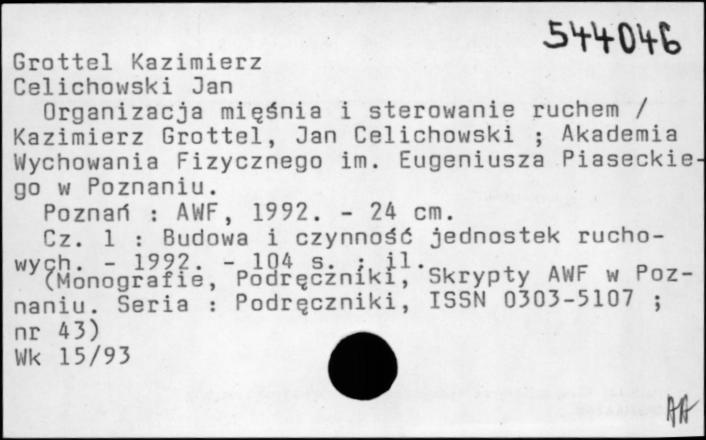 544046
Grottel Kazimierz
Celichowski Jan
Organizacja mięśnia i sterowanie ruchem /
Kazimierz Grottel, Jan Celichowski ; Akademia
Wychowania Fizycznego im. Eugeniusza Piaseckie-
go w Poznaniu.
Poznań : AWF, 1992. - 24 cm.
Cz. 1 : Budowa i czynność jednostek rucho-
wych. - 1992. - 104 s. : il.
(Monografie, Podręczniki, Skrypty AWF w Poz-
naniu. Seria : Podręczniki, ISSN 0303-5107 ;
nr 43)
Wk 15/93
AA